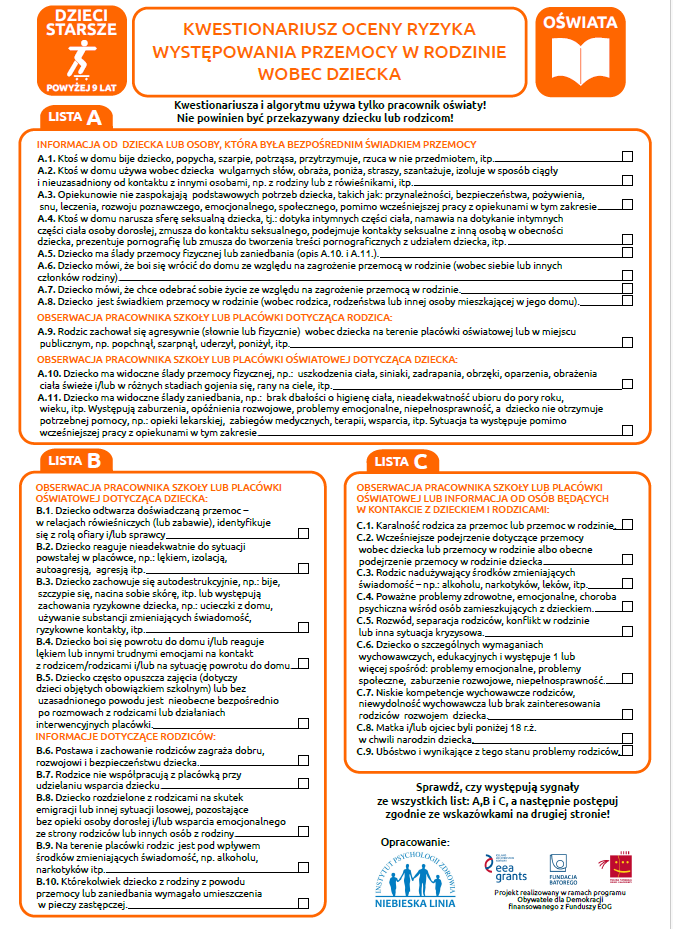 DZIECI
STARSZE
POWYŻEJ 9 LAT
KWESTIONARIUSZ OCENY RYZYKA
WYSTĘPOWANIA PRZEMOCY W RODZINIE
WOBEC DZIECKA
OŚWIATA
Kwestionariusza i algorytmu używa tylko pracownik oświaty!
Nie powinien być przekazywany dziecku lub rodzicom!
LISTA A
INFORMACJA OD DZIECKA LUB OSOBY, KTÓRA BYŁA BEZPOŚREDNIM ŚWIADKIEM PRZEMOCY
A.1. Ktoś w domu bije dziecko, popycha, szarpie, potrząsa, przytrzymuje, rzuca w nie przedmiotem, itp.
A.2. Ktoś w domu używa wobec dziecka wulgarnych słów, obraża, poniża, straszy, szantażuje, izoluje w sposób ciągły
i nieuzasadniony od kontaktu z innymi osobami, np. z rodziny lub z rówieśnikami, itp.
A.3. Opiekunowie nie zaspokajają podstawowych potrzeb dziecka, takich jak: przynależności, bezpieczeństwa, pożywienia,
snu, leczenia, rozwoju poznawczego, emocjonalnego, społecznego, pomimo wcześniejszej pracy z opiekunami w tym zakresie
A.4. Ktoś w domu narusza sferę seksualną dziecka, tj.: dotyka intymnych części ciała, namawia na dotykanie intymnych
części ciała osoby dorosłej, zmusza do kontaktu seksualnego, podejmuje kontakty seksualne z inną osobą w obecności
dziecka, prezentuje pornografię lub zmusza do tworzenia treści pornograficznych z udziałem dziecka, itp.
A.5. Dziecko ma ślady przemocy fizycznej lub zaniedbania (opis A.10. i A.11.).
A.6. Dziecko mówi, że boi się wrócić do domu ze względu na zagrożenie przemocą w rodzinie (wobec siebie lub innych
członków rodziny)
A.7. Dziecko mówi, że chce odebrać sobie życie ze względu na zagrożenie przemocą w rodzinie.
A.8. Dziecko jest świadkiem przemocy w rodzinie (wobec rodzica, rodzeństwa lub innej osoby mieszkającej w jego domu).
OBSERWACJA PRACOWNIKA SZKOŁY LUB PLACÓWKI DOTYCZĄCA RODZICA:
A.9. Rodzic zachował się agresywnie (słownie lub fizycznie) wobec dziecka na terenie placówki oświatowej lub w miejscu
publicznym, np. popchnął, szarpnął, uderzył, poniżył, itp.
OBSERWACJA PRACOWNIKA SZKOŁY LUB PLACÓWKI OŚWIATOWEJ DOTYCZĄCA DZIECKA:
A.10. Dziecko ma widoczne ślady przemocy fizycznej, np.: uszkodzenia ciała, siniaki, zadrapania, obrzęki, oparzenia, obrażenia
ciała świeże i/lub w różnych stadiach gojenia się, rany na ciele, itp.
A.11. Dziecko ma widoczne ślady zaniedbania, np.: brak dbałości o higienę ciała, nieadekwatność ubioru do pory roku,
wieku, itp. Występują zaburzenia, opóźnienia rozwojowe, problemy emocjonalne, niepełnosprawność, a dziecko nie otrzymuje
potrzebnej pomocy, np.: opieki lekarskiej, zabiegów medycznych, terapii, wsparcia, itp. Sytuacja ta występuje pomimo
wcześniejszej pracy z opiekunami w tym zakresie
LISTA B
OBSERWACJA PRACOWNIKA SZKOŁY LUB PLACÓWKI
OŚWIATOWEJ DOTYCZĄCA DZIECKA:
B.1. Dziecko odtwarza doświadczaną przemoc –
w relacjach rówieśniczych (lub zabawie), identyfikuje
się z rolą ofiary i/lub sprawcy
B.2. Dziecko reaguje nieadekwatnie do sytuacji
powstałej w placówce, np.: lękiem, izolacją,
autoagresją, agresją itp.
B.3. Dziecko zachowuje się autodestrukcyjnie, np.: bije,
szczypie się, nacina sobie skórę, itp. lub występują
zachowania ryzykowne dziecka, np.: ucieczki z domu,
używanie substancji zmieniających świadomość,
ryzykowne kontakty, itp.
B.4. Dziecko boi się powrotu do domu i/lub reaguje
lękiem lub innymi trudnymi emocjami na kontakt
z rodzicem/rodzicami i/lub na sytuację powrotu do domu
B.5. Dziecko często opuszcza zajęcia (dotyczy
dzieci objętych obowiązkiem szkolnym) lub bez
uzasadnionego powodu jest nieobecne bezpośrednio
po rozmowach z rodzicami lub działaniach
interwencyjnych placówki.
INFORMACJE DOTYCZĄCE RODZICÓW:
B.6. Postawa i zachowanie rodziców zagraża dobru,
rozwojowi i bezpieczeństwu dziecka.
B.7. Rodzice nie współpracują z placówką przy
udzielaniu wsparcia dziecku
B.8. Dziecko rozdzielone z rodzicami na skutek
emigracji lub innej sytuacji losowej, pozostające
bez opieki osoby dorosłej i/lub wsparcia emocjonalnego
ze strony rodziców lub innych osób z rodziny
B.9. Na terenie placówki rodzic jest pod wpływem
środków zmieniających świadomość, np. alkoholu,
narkotyków itp.
B.10. Którekolwiek dziecko z rodziny z powodu
przemocy lub zaniedbania wymagało umieszczenia
w pieczy zastępczej.
LISTA C
OBSERWACJA PRACOWNIKA SZKOŁY LUB PLACÓWKI
OŚWIATOWEJ LUB INFORMACJA OD OSÓB BĘDĄCYCH
W KONTAKCIE Z DZIECKIEM I RODZICAMI:
C.1. Karalność rodzica za przemoc lub przemoc w rodzinie
C.2. Wcześniejsze podejrzenie dotyczące przemocy
wobec dziecka lub przemocy w rodzinie albo obecne
podejrzenie przemocy w rodzinie dziecka
C.3. Rodzic nadużywający środków zmieniających
świadomość – np.: alkoholu, narkotyków, leków, itp.
C.4. Poważne problemy zdrowotne, emocjonalne, choroba
psychiczna wśród osób zamieszkujących z dzieckiem.
C.5. Rozwód, separacja rodziców, konflikt w rodzinie
lub inna sytuacja kryzysowa.
C.6. Dziecko o szczególnych wymaganiach
wychowawczych, edukacyjnych i występuje 1 lub
więcej spośród: problemy emocjonalne, problemy
społeczne, zaburzenie rozwojowe, niepełnosprawność.
C.7. Niskie kompetencje wychowawcze rodziców,
niewydolność wychowawcza lub brak zainteresowania
rodziców rozwojem dziecka
C.8. Matka i/lub ojciec byli poniżej 18 r.ż.
w chwili narodzin dziecka
C.9. Ubóstwo i wynikające z tego stanu problemy rodziców
Sprawdź, czy występują sygnały
ze wszystkich list: A,B i C, a następnie postępuj
zgodnie ze wskazówkami na drugiej stronie!
Opracowanie:
INSTYTUT PSYCHOLOGII ZDROWIA
NIEBIESKA LINIA
eea
grants
FUNDACJA
BATOREGO
Projekt realizowany w ramach programu
Obywatele dla Demokracji
finansowanego z Funduszy EOG